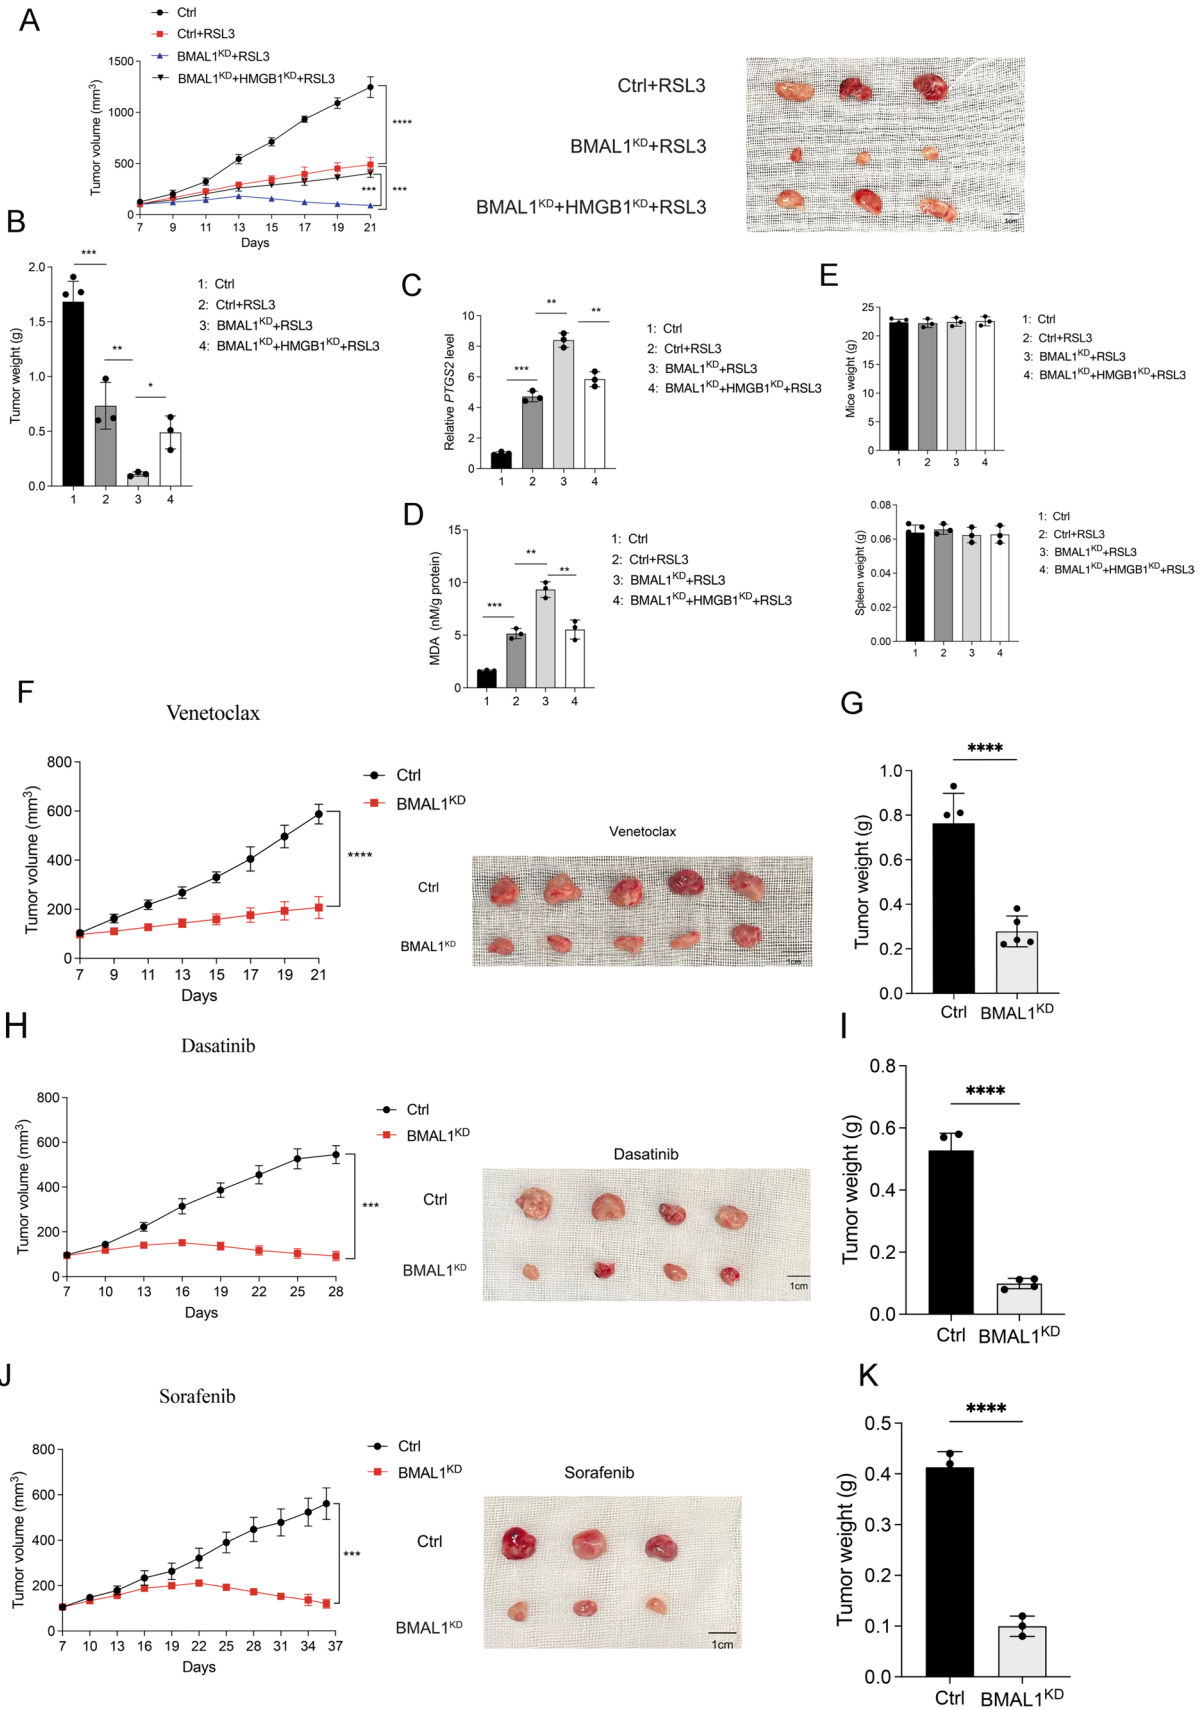 A
Ctrl
Ctrl+RSL3
BMAL1KD+RSL3
BMAL1KD+HMGB1KD+RSL3
Tumor volume (mm3)
1500
1000
500
0
****
***
***
7 9 11 13 15 17 19 21
Days
Ctrl+RSL3
BMAL1KD+RSL3
BMAL1KD+HMGB1KD+RSL3
1cm
B
Tumor weight (g)
2.0
1.5
1.0
0.5
0.0
***
**
*
1 2 3 4
1: Ctrl
2: Ctrl+RSL3
3: BMAL1KD+RSL3
4: BMAL1KD+HMGB1KD+RSL3
C
Relative PTGS2 level
10
8
6
4
2
0
***
**
**
1 2 3 4
1: Ctrl
2: Ctrl+RSL3
3: BMAL1KD+RSL3
4: BMAL1KD+HMGB1KD+RSL3
D
MDA (nM/g protein)
15
10
5
0
***
**
**
1 2 3 4
1: Ctrl
2: Ctrl+RSL3
3: BMAL1KD+RSL3
4: BMAL1KD+HMGB1KD+RSL3
E
Mice weight (g)
25
20
15
10
5
0
1 2 3 4
1: Ctrl
2: Ctrl+RSL3
3: BMAL1KD+RSL3
4: BMAL1KD+HMGB1KD+RSL3
Spleen weight (g)
0.08
0.06
0.04
0.02
0.00
1 2 3 4
1: Ctrl
2: Ctrl+RSL3
3: BMAL1KD+RSL3
4: BMAL1KD+HMGB1KD+RSL3
F
Venetoclax
Tumor volume (mm3)
800
600
400
200
0
7 9 11 13 15 17 19 21
Days
Ctrl
BMAL1KD
****
Venetoclax
Ctrl
BMAL1KD
1cm
G
Tumor weight (g)
1.0
0.8
0.6
0.4
0.2
0.0
****
Ctrl BMAL1KD
H
Dasatinib
Tumor volume (mm3)
800
600
400
200
0
7 10 13 16 19 22 25 28
Days
Ctrl
BMAL1KD
***
Dasatinib
Ctrl
BMAL1KD
1cm
I
Tumor weight (g)
0.8
0.6
0.4
0.2
0.0
****
Ctrl BMAL1KD
J
Sorafenib
Tumor volume (mm3)
800
600
400
200
0
7 10 13 16 19 22 25 28 31 34 37
Days
Ctrl
BMAL1KD
***
Sorafenib
Ctrl
BMAL1KD
1cm
K
Tumor weight (g)
0.5
0.4
0.3
0.2
0.1
0.0
****
Ctrl BMAL1KD